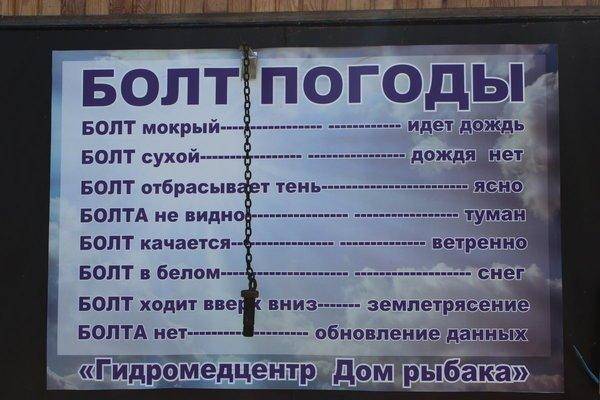 БОЛТ ПОГОДЫ
БОЛТ мокрый---------------- ----------- идет дождь
БОЛТ сухой---------------- --------------- дождя нет
БОЛТ отбрасывает тень----------------------- ясно
БОЛТА не видно---------------- ---------------- туман
БОЛТ качается---------------- ------------- ветренно
БОЛТ в белом-------------------- ------------------ снег
БОЛТ ходит вверх вниз------- землетрясение
БОЛТА нет------------------- обновление данных
«Гидромедцентр Дом рыбака»